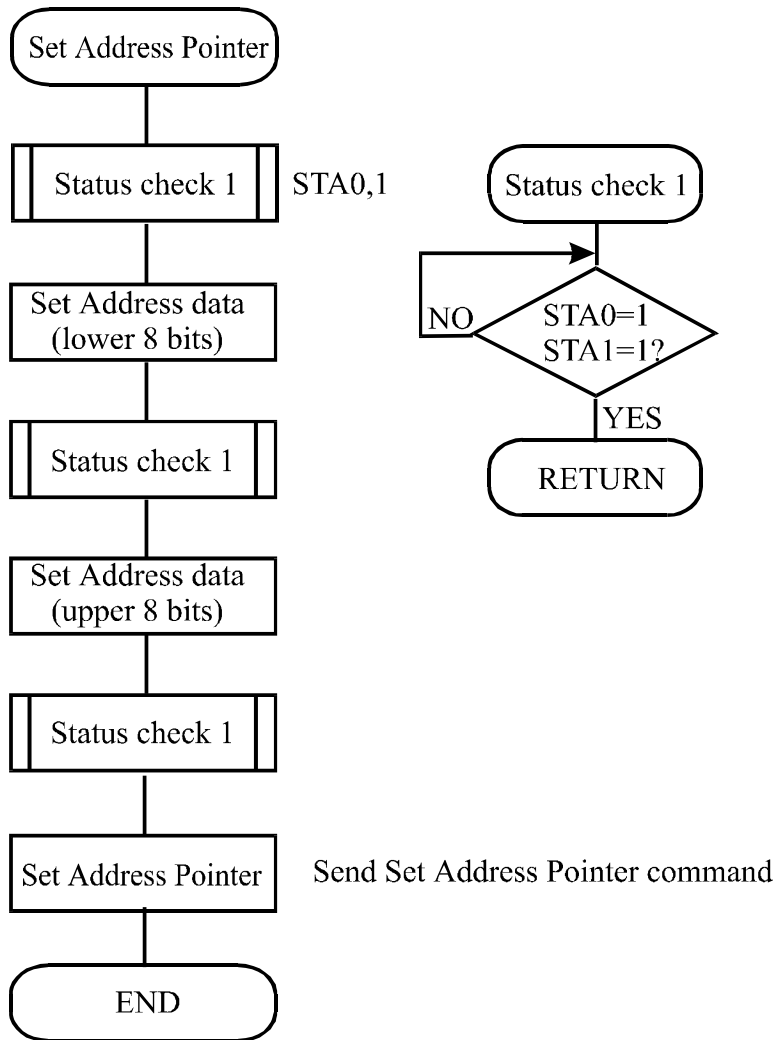 Set Address Pointer
Status check 1
STA0,1
Set Address data
(lower 8 bits)
Status check 1
Set Address data
(upper 8 bits)
Status check 1
Set Address Pointer
Send Set Address Pointer command
END
Status check 1
NO
STA0=1
STA1=1?
YES
RETURN